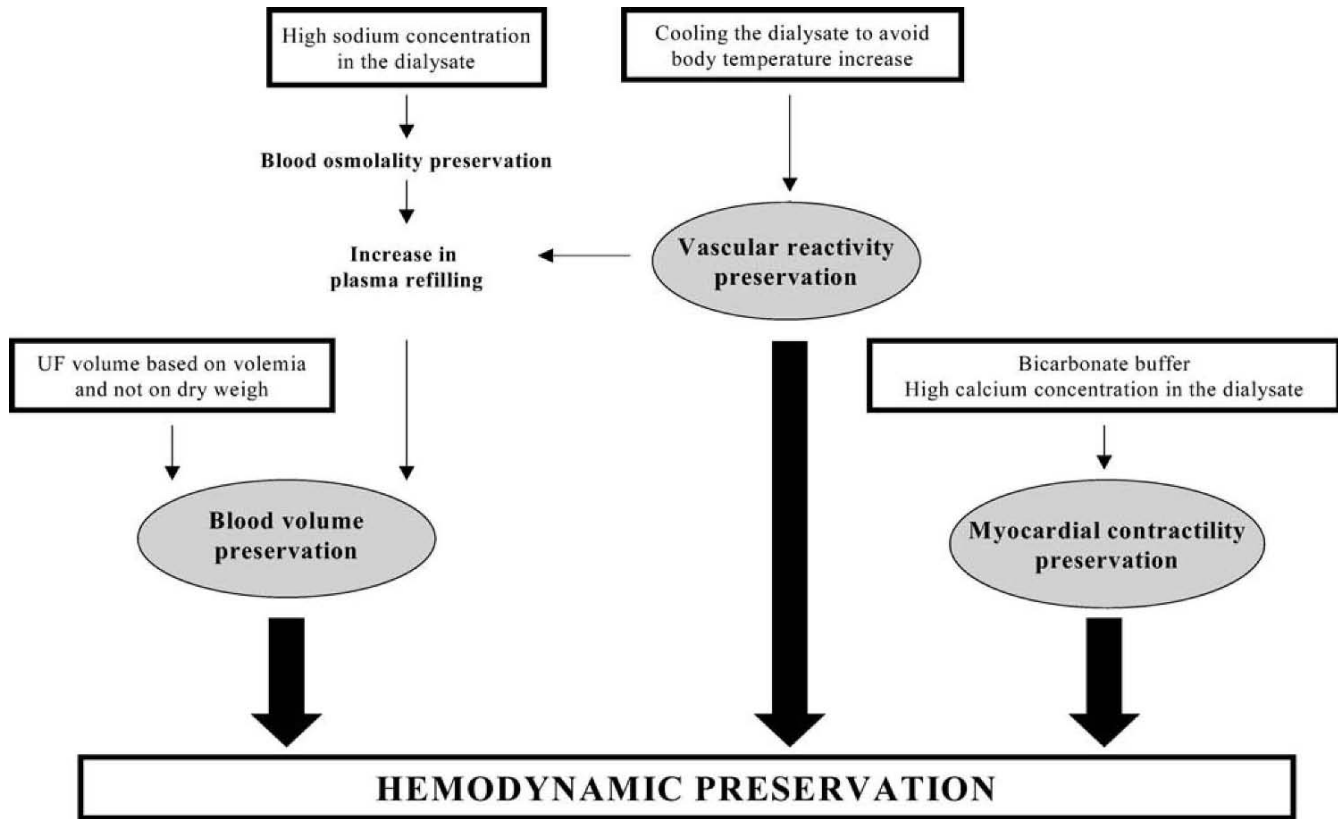 High sodium concentration
in the dialysate
Cooling the dialysate to avoid
body temperature increase
Blood osmolality preservation
Increase in
plasma refilling
Vascular reactivity
preservation
UF volume based on volemia
and not on dry weigh
Bicarbonate buffer
High calcium concentration in the dialysate
Blood volume
preservation
Myocardial contractility
preservation
HEMODYNAMIC PRESERVATION